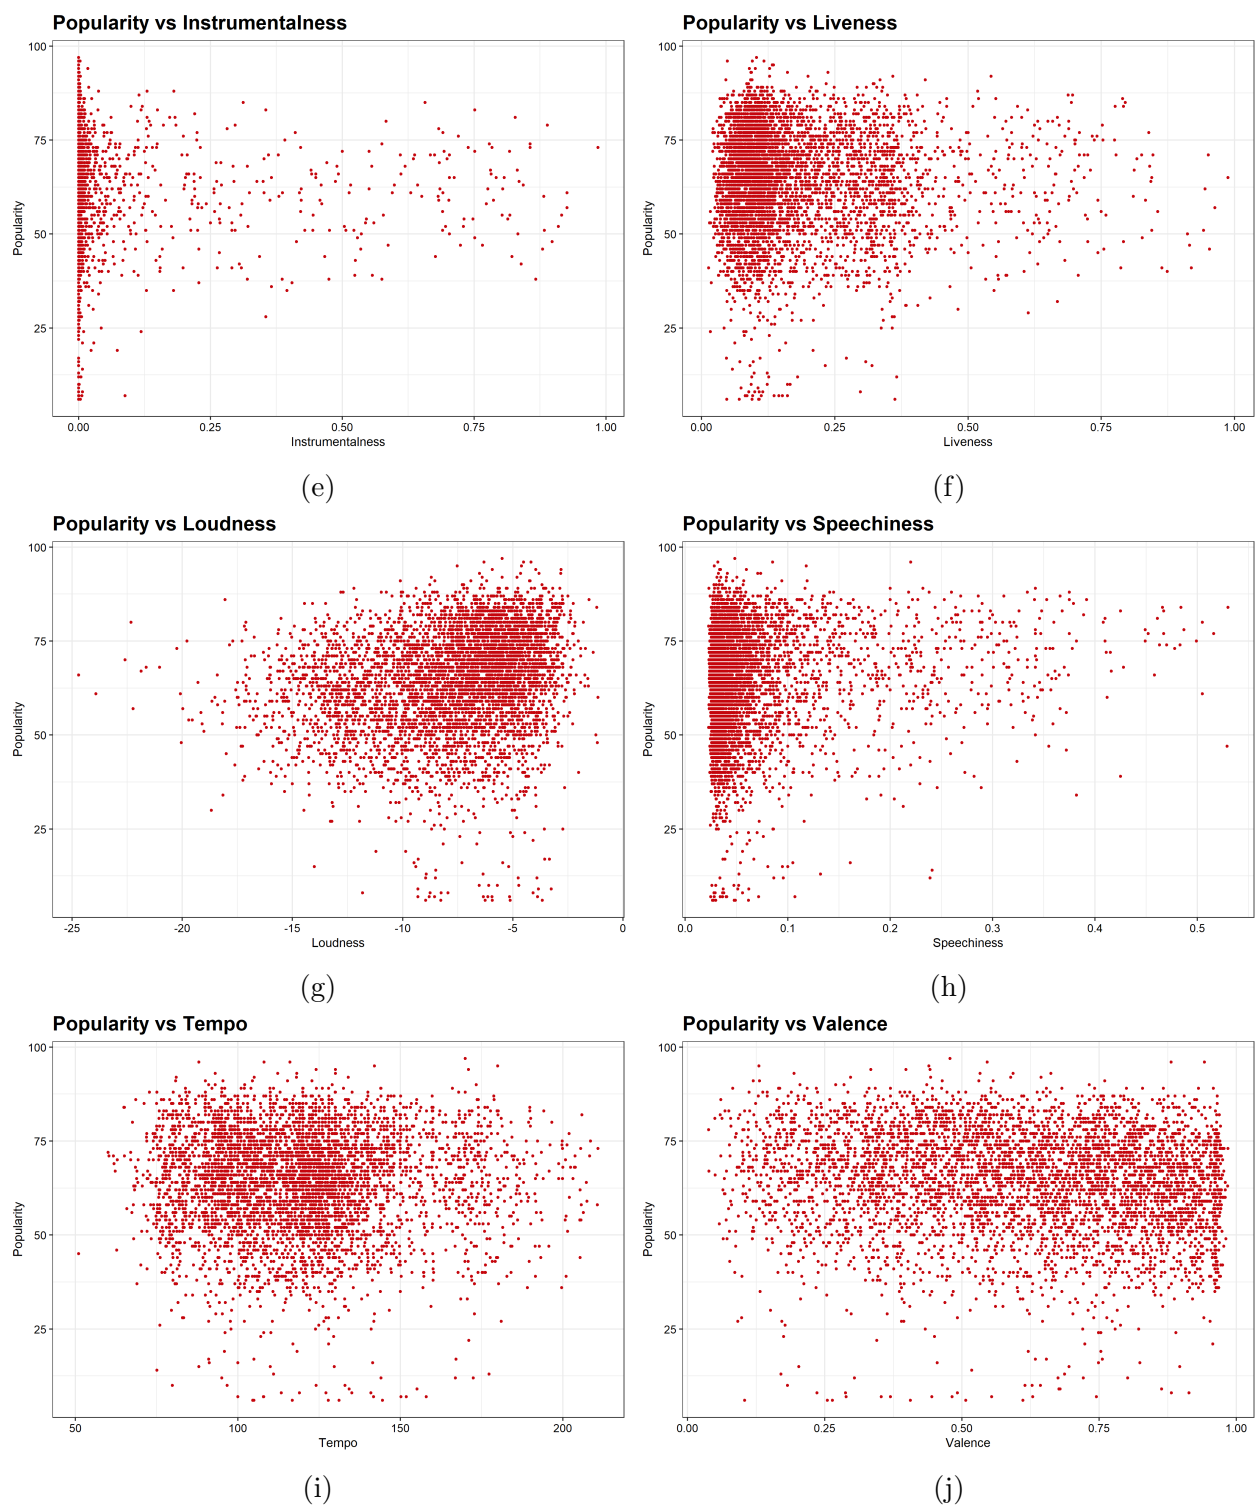 Popularity vs Instrumentalness
100
75
50
25
Popularity
0.00 0.25 0.50 0.75 1.00
Instrumentalness
(e)
Popularity vs Liveness
100
75
50
25
Popularity
0.00 0.25 0.50 0.75 1.00
Liveness
(f)
Popularity vs Loudness
100
75
50
25
Popularity
-25 -20 -15 -10 -5 0
Loudness
(g)
Popularity vs Speechiness
100
75
50
25
Popularity
0.0 0.1 0.2 0.3 0.4 0.5
Speechiness
(h)
Popularity vs Tempo
100
75
50
25
Popularity
50 100 150 200
Tempo
(i)
Popularity vs Valence
100
75
50
25
Popularity
0.00 0.25 0.50 0.75 1.00
Valence
(j)